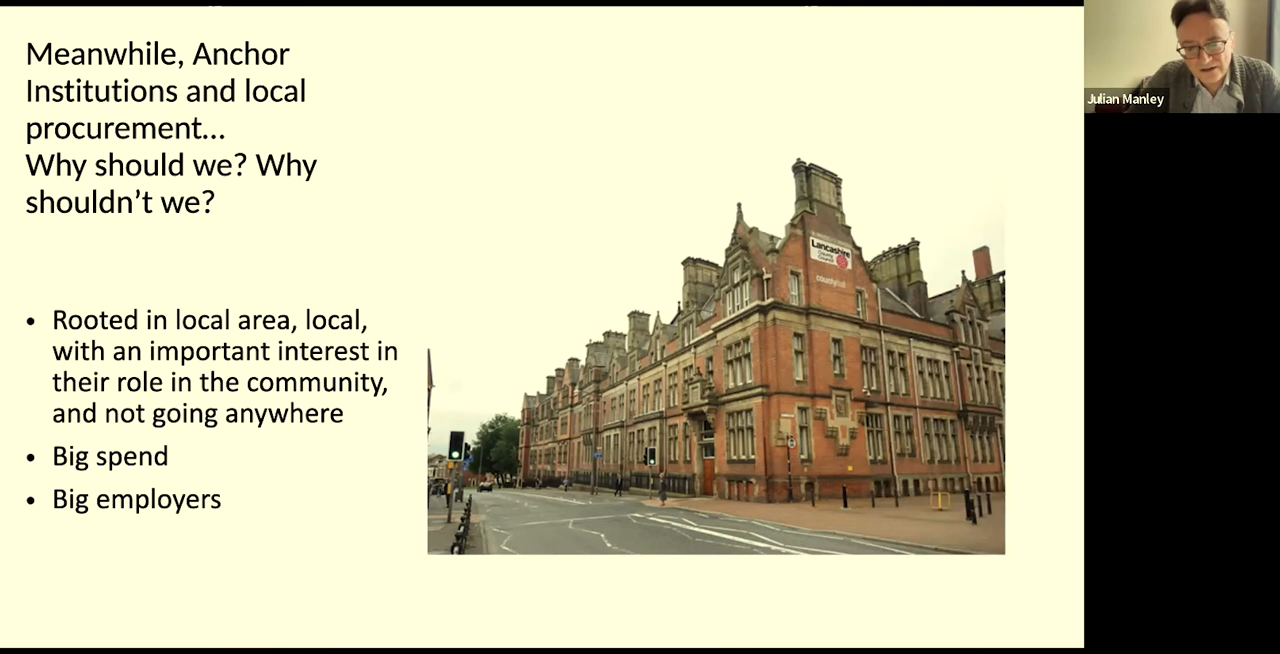 Meanwhile, Anchor
Institutions and local
procurement…
Why should we? Why
shouldn’t we?
• Rooted in local area, local,
with an important interest in
their role in the community,
and not going anywhere
• Big spend
• Big employers
Lancashire
County
Council
county hall
Julian Manley